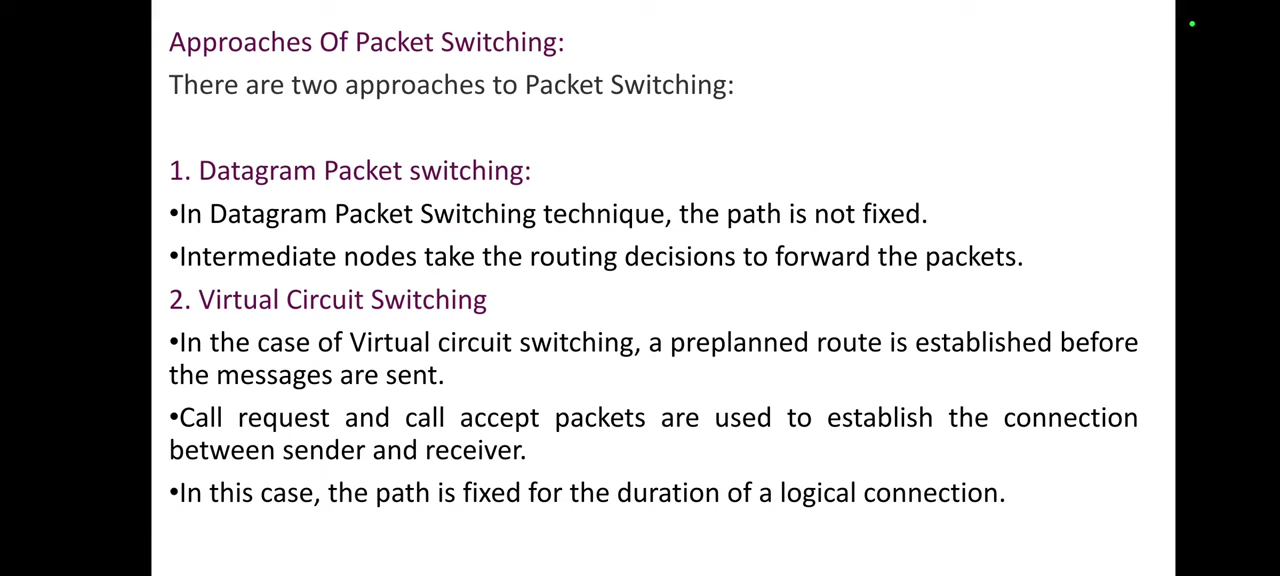 Approaches Of Packet Switching:
There are two approaches to Packet Switching:
1. Datagram Packet switching:
•In Datagram Packet Switching technique, the path is not fixed.
•Intermediate nodes take the routing decisions to forward the packets.
2. Virtual Circuit Switching
•In the case of Virtual circuit switching, a preplanned route is established before
the messages are sent.
•Call request and call accept packets are used to establish the connection
between sender and receiver.
•In this case, the path is fixed for the duration of a logical connection.